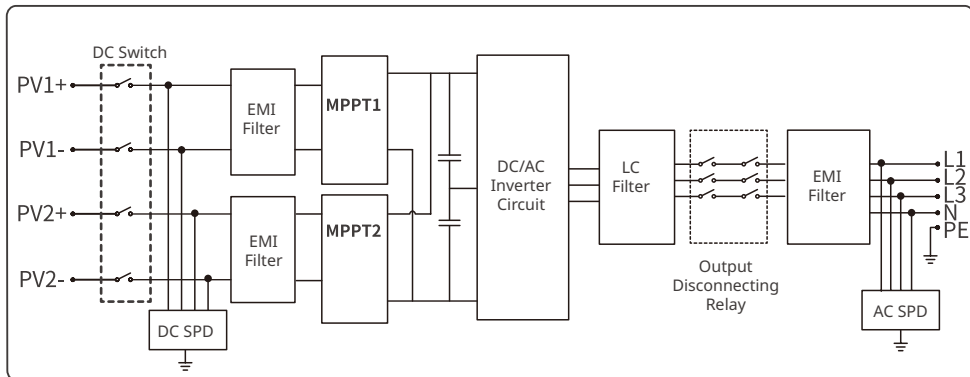 DC Switch
PV1+
PV1-
PV2+
PV2-
EMI
Filter
EMI
Filter
MPPT1
MPPT2
DC SPD
DC/AC
Inverter
Circuit
LC
Filter
Output
Disconnecting
Relay
EMI
Filter
L1
L2
L3
N
PE
AC SPD